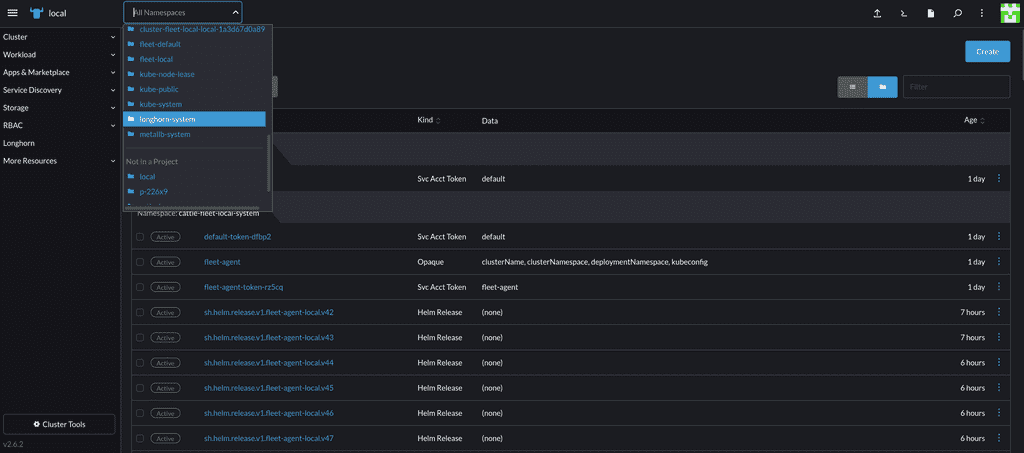 local
All Namespaces
Cluster
Workload
Apps & Marketplace
Service Discovery
Storage
RBAC
Longhorn
More Resources
Cluster Tools
v2.6.2
cluster-fleet-local-local-1a3d67d0a89
fleet-default
fleet-local
kube-node-lease
kube-public
kube-system
longhorn-system
metallb-system
Not in a Project
local
p-226x9
Create
Filter
Kind Data Age
Svc Acct Token default 1 day
Namespace: cattle-fleet-local-system
Active default-token-dfbp2 Svc Acct Token default 1 day
Active fleet-agent Opaque clusterName, clusterNamespace, deploymentNamespace, kubeconfig 1 day
Active fleet-agent-token-rz5cq Svc Acct Token fleet-agent 1 day
Active sh.helm.release.v1.fleet-agent-local.v42 Helm Release (none) 7 hours
Active sh.helm.release.v1.fleet-agent-local.v43 Helm Release (none) 7 hours
Active sh.helm.release.v1.fleet-agent-local.v44 Helm Release (none) 6 hours
Active sh.helm.release.v1.fleet-agent-local.v45 Helm Release (none) 6 hours
Active sh.helm.release.v1.fleet-agent-local.v46 Helm Release (none) 6 hours
Active sh.helm.release.v1.fleet-agent-local.v47 Helm Release (none) 6 hours